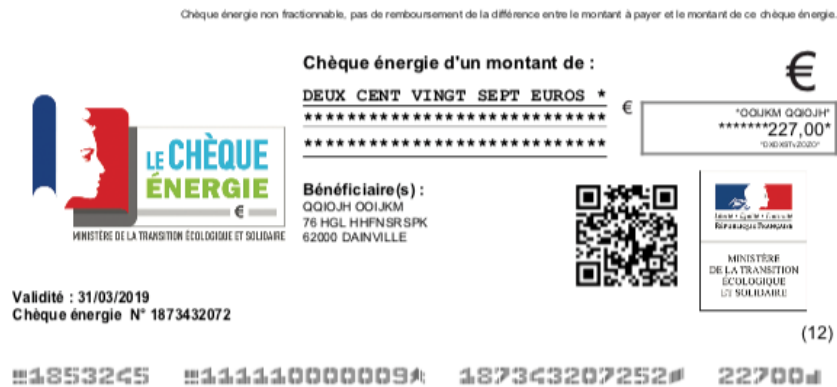 Chèque énergie non fractionnable, pas de remboursement de la différence entre le montant à payer et le montant de ce chèque énergie.
Chèque énergie d'un montant de :
€
DEUX CENT VINGT SEPT EUROS *
****************************
****************************
€
*OOIJKM QQIOJH*
*******227,00*
LE CHÈQUE
ÉNERGIE
€
MINISTÈRE DE LA TRANSITION ÉCOLOGIQUE ET SOLIDAIRE
Bénéficiaire(s) :
QQIOJH OOIJKM
76 HGL HHFNSRSPK
62000 DAINVILLE
Liberté • Égalité • Fraternité
RÉPUBLIQUE FRANÇAISE
MINISTÈRE
DE LA TRANSITION
ÉCOLOGIQUE
ET SOLIDAIRE
Validité : 31/03/2019
Chèque énergie N° 1873432072
(12)
1853245 111110000009 187343207252 22700